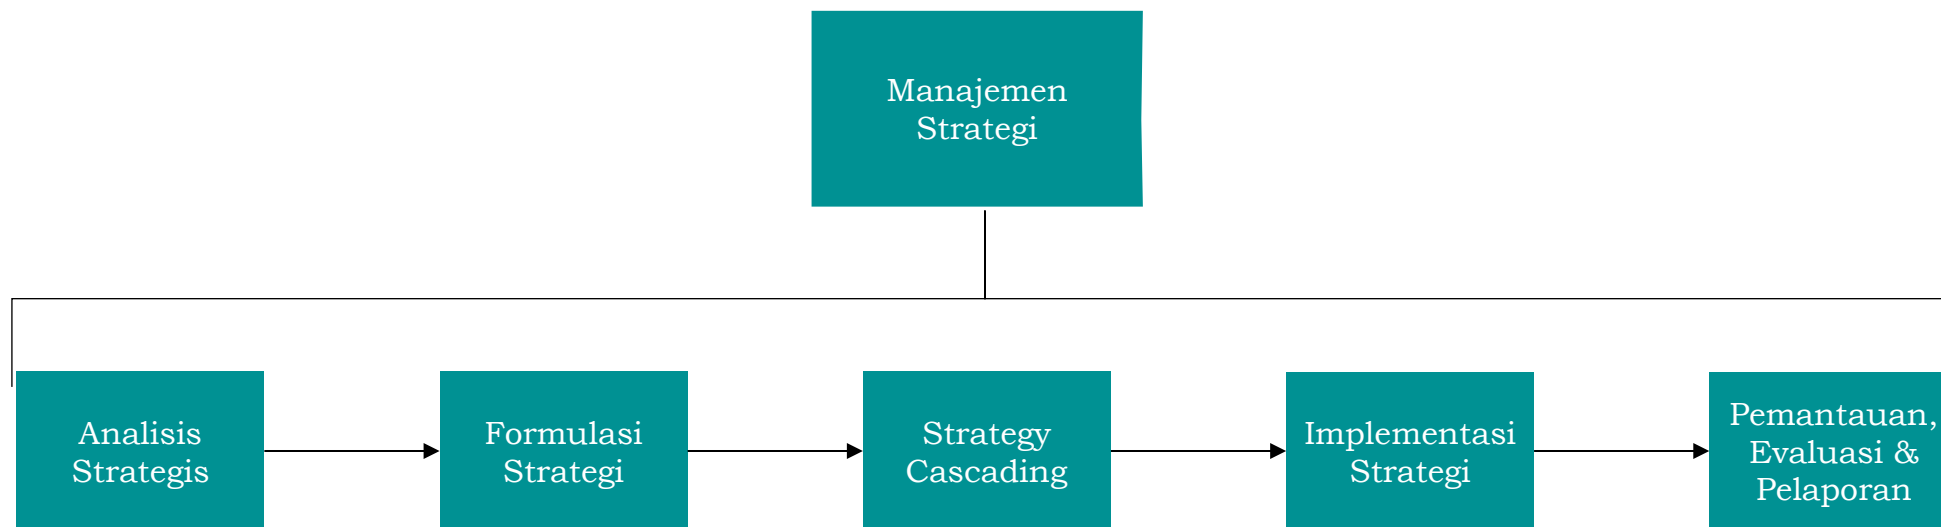 Manajemen
Strategi
Analisis
Strategis
Formulasi
Strategi
Strategy
Cascading
Implementasi
Strategi
Pemantauan,
Evaluasi &
Pelaporan